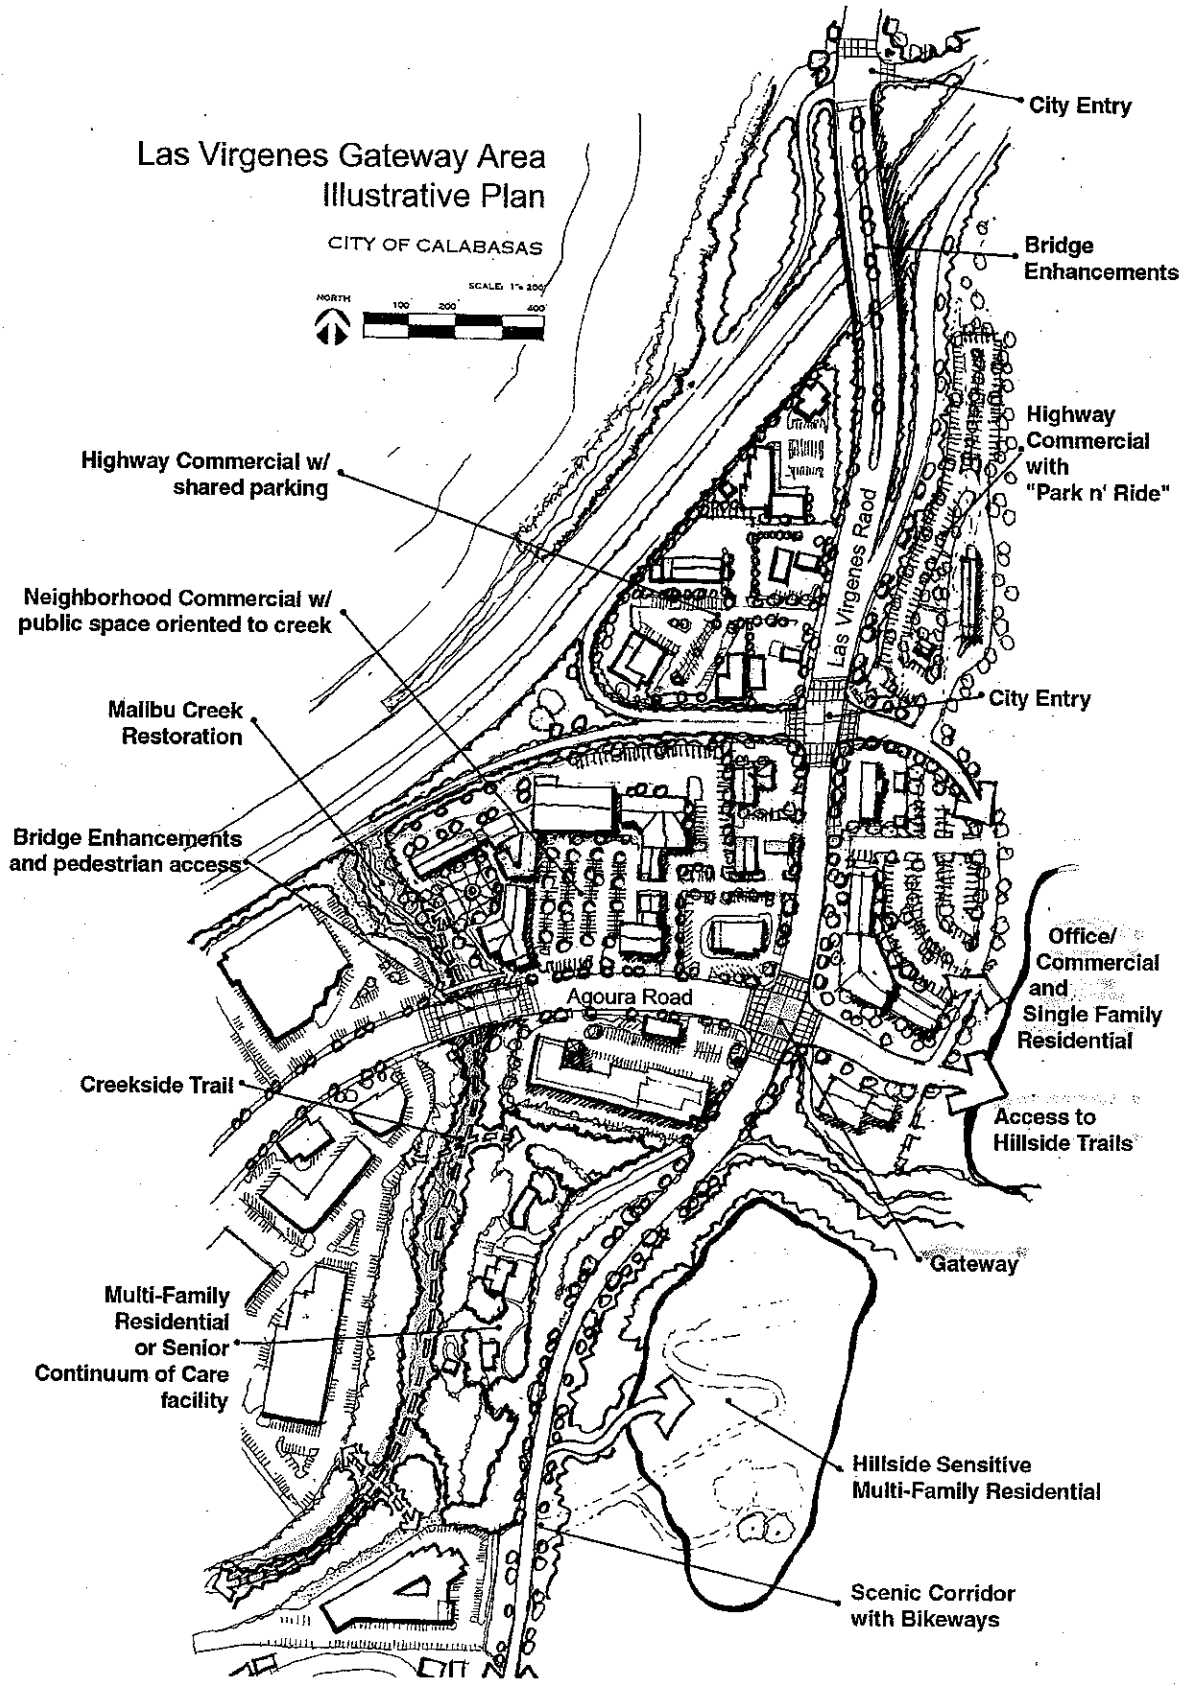 Las Virgenes Gateway Area
Illustrative Plan
CITY OF CALABASAS
SCALE: 1"= 200'
NORTH
100' 200' 400'
City Entry
Bridge
Enhancements
Highway
Commercial
with
"Park n' Ride"
Highway Commercial w/
shared parking
Las Virgenes Raod
Neighborhood Commercial w/
public space oriented to creek
City Entry
Malibu Creek
Restoration
Bridge Enhancements
and pedestrian access
Office/
Commercial
and
Single Family
Residential
Agoura Road
Creekside Trail
Access to
Hillside Trails
Gateway
Multi-Family
Residential
or Senior
Continuum of Care
facility
Hillside Sensitive
Multi-Family Residential
Scenic Corridor
with Bikeways